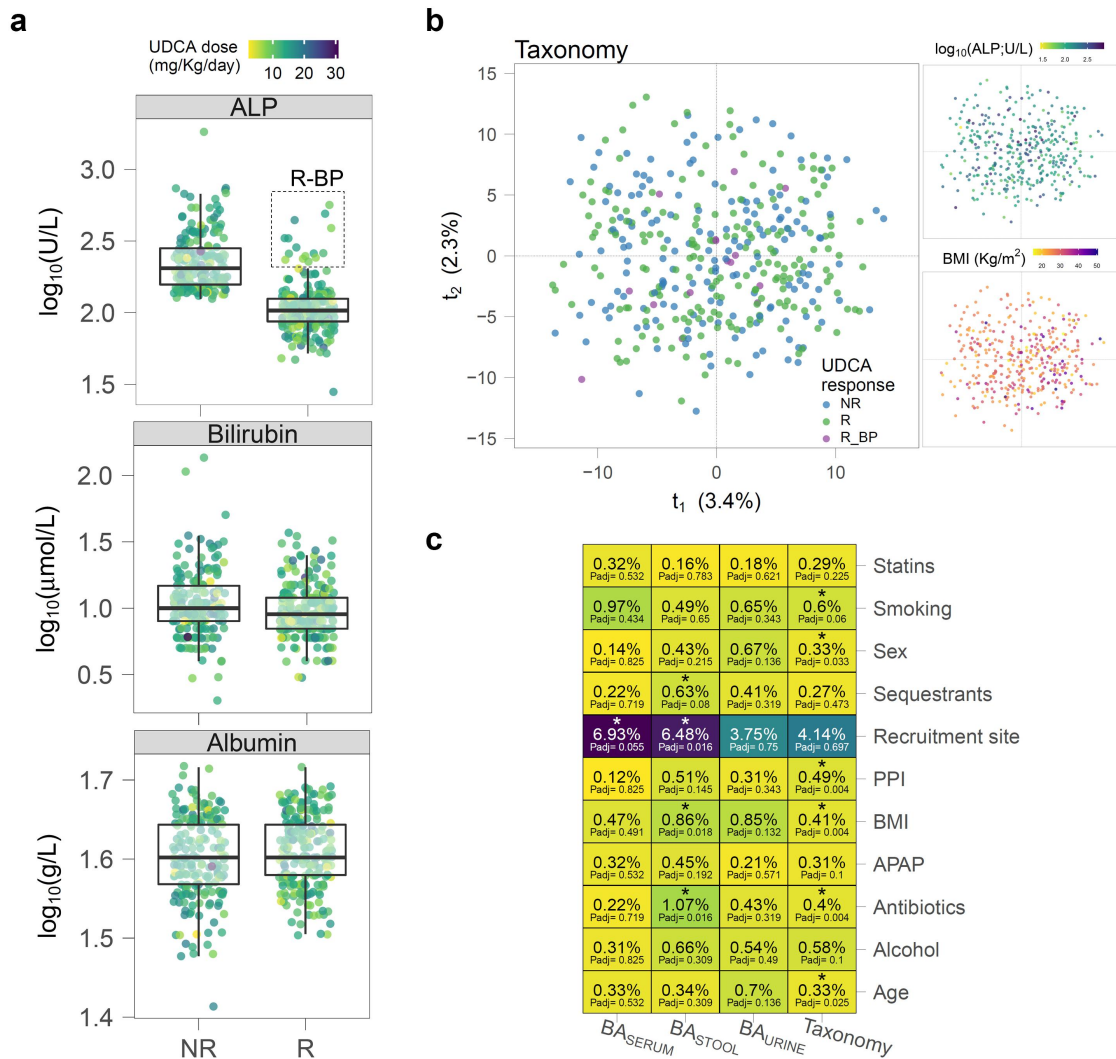 a
UDCA dose
(mg/Kg/day)
10 20 30
ALP
R-BP
log₁₀(U/L)
3.0
2.5
2.0
1.5
Bilirubin
log₁₀(μmol/L)
2.0
1.5
1.0
0.5
Albumin
log₁₀(g/L)
1.7
1.6
1.5
1.4
NR R
b
Taxonomy
15
10
5
0
−5
−10
−15
t₂ (2.3%)
−10 0 10
t₁ (3.4%)
UDCA
response
NR
R
R_BP
log₁₀(ALP;U/L)
1.5 2.0 2.5
BMI (Kg/m²)
20 30 40 50
c
0.32% 0.16% 0.18% 0.29% Statins
Padj= 0.532 Padj= 0.783 Padj= 0.621 Padj= 0.225
*
0.97% 0.49% 0.65% 0.6% Smoking
Padj= 0.434 Padj= 0.65 Padj= 0.343 Padj= 0.06
*
0.14% 0.43% 0.67% 0.33% Sex
Padj= 0.825 Padj= 0.215 Padj= 0.136 Padj= 0.033
*
0.22% 0.63% 0.41% 0.27% Sequestrants
Padj= 0.719 Padj= 0.08 Padj= 0.319 Padj= 0.473
* *
6.93% 6.48% 3.75% 4.14% Recruitment site
Padj= 0.055 Padj= 0.016 Padj= 0.75 Padj= 0.697
*
0.12% 0.51% 0.31% 0.49% PPI
Padj= 0.825 Padj= 0.145 Padj= 0.343 Padj= 0.004
* *
0.47% 0.86% 0.85% 0.41% BMI
Padj= 0.491 Padj= 0.018 Padj= 0.132 Padj= 0.004
0.32% 0.45% 0.21% 0.31% APAP
Padj= 0.532 Padj= 0.192 Padj= 0.571 Padj= 0.1
* *
0.22% 1.07% 0.43% 0.4% Antibiotics
Padj= 0.719 Padj= 0.016 Padj= 0.319 Padj= 0.004
0.31% 0.66% 0.54% 0.58% Alcohol
Padj= 0.825 Padj= 0.309 Padj= 0.49 Padj= 0.1
*
0.33% 0.34% 0.7% 0.33% Age
Padj= 0.532 Padj= 0.309 Padj= 0.136 Padj= 0.025
BA SERUM BA STOOL BA URINE Taxonomy